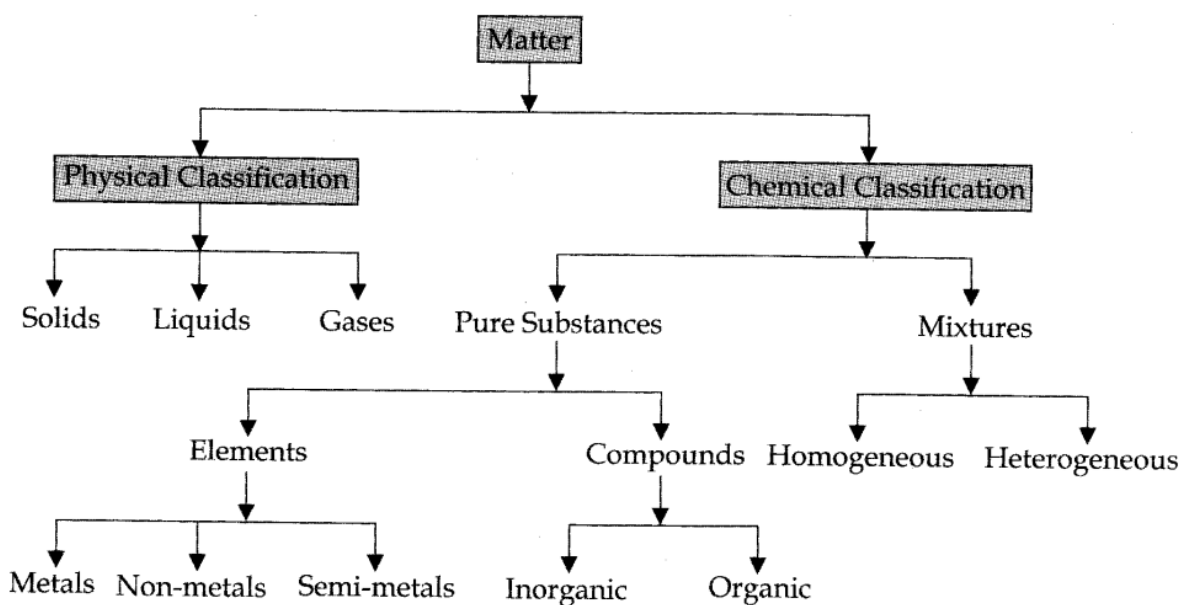 Matter
Physical Classification
Chemical Classification
Solids
Liquids
Gases
Pure Substances
Mixtures
Elements
Compounds
Homogeneous
Heterogeneous
Metals
Non-metals
Semi-metals
Inorganic
Organic